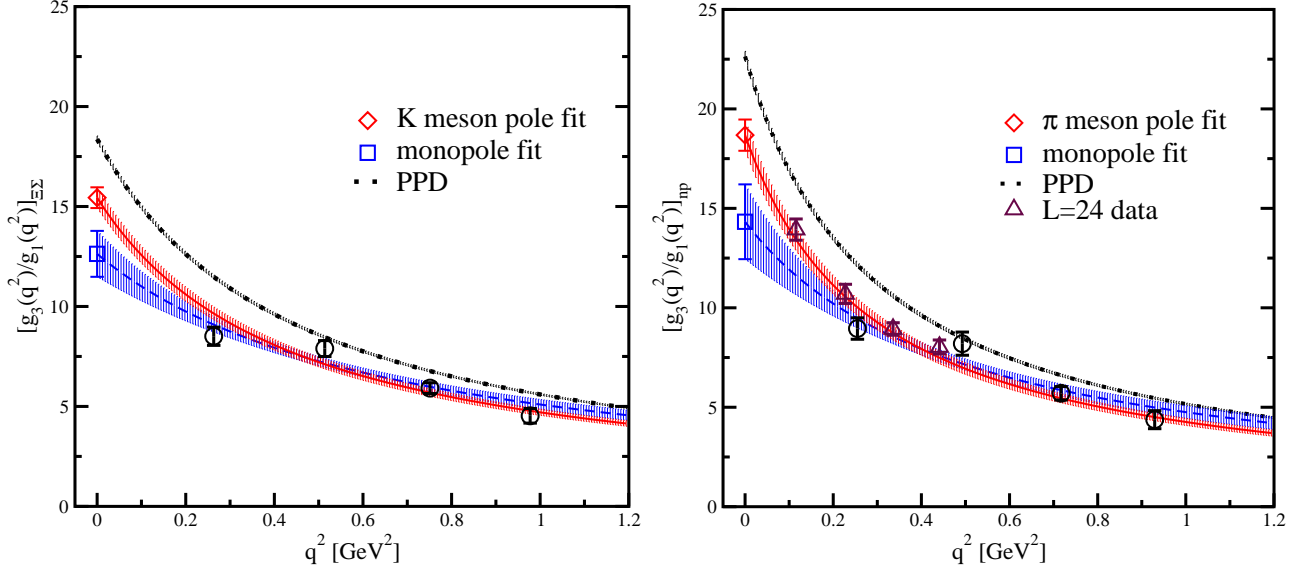 25
20
15
10
5
0
[g₃(q²)/g₁(q²)]_ΞΣ
K meson pole fit
monopole fit
PPD
0 0.2 0.4 0.6 0.8 1 1.2
q² [GeV²]
25
20
15
10
5
0
[g₃(q²)/g₁(q²)]_np
π meson pole fit
monopole fit
PPD
L=24 data
0 0.2 0.4 0.6 0.8 1 1.2
q² [GeV²]